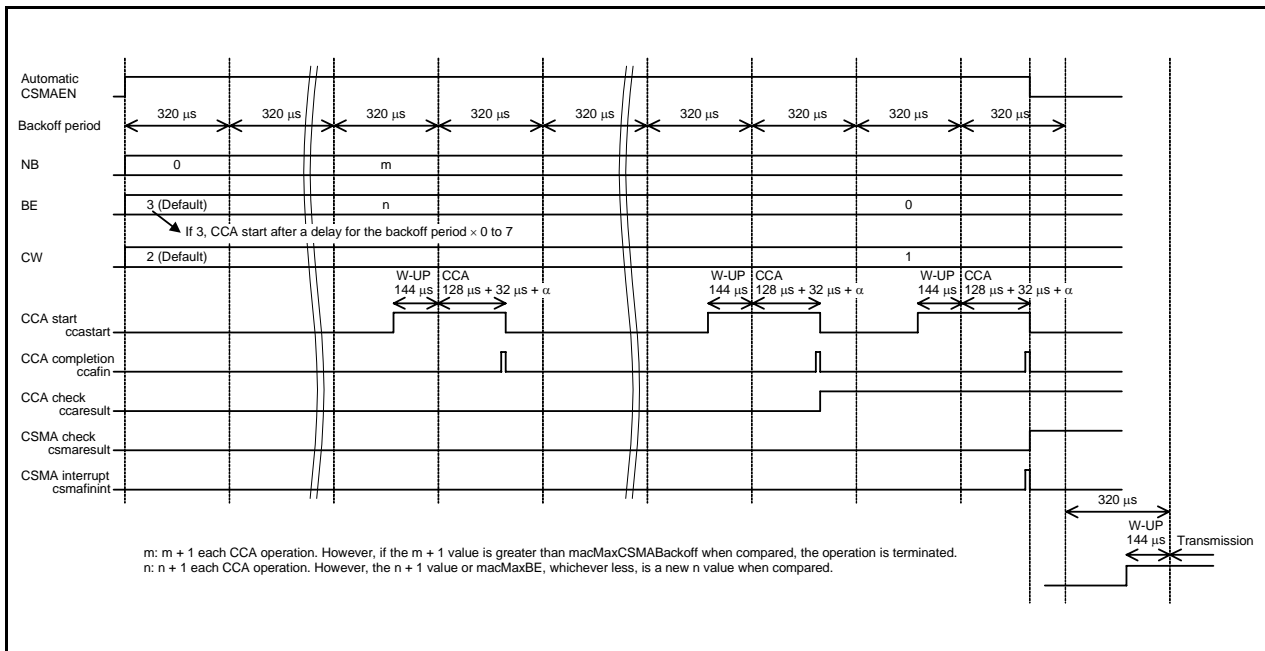 Automatic
CSMAEN
320 µs 320 µs 320 µs 320 µs 320 µs 320 µs 320 µs 320 µs 320 µs
Backoff period
NB 0 m
BE 3 (Default) n 0
If 3, CCA start after a delay for the backoff period × 0 to 7
CW 2 (Default) 1
W-UP CCA W-UP CCA W-UP CCA
144 µs 128 µs + 32 µs + α 144 µs 128 µs + 32 µs + α 144 µs 128 µs + 32 µs + α
CCA start
ccastart
CCA completion
ccafin
CCA check
ccaresult
CSMA check
csmaresult
CSMA interrupt
csmafinint
320 µs
W-UP
144 µs Transmission
m: m + 1 each CCA operation. However, if the m + 1 value is greater than macMaxCSMABackoff when compared, the operation is terminated.
n: n + 1 each CCA operation. However, the n + 1 value or macMaxBE, whichever less, is a new n value when compared.